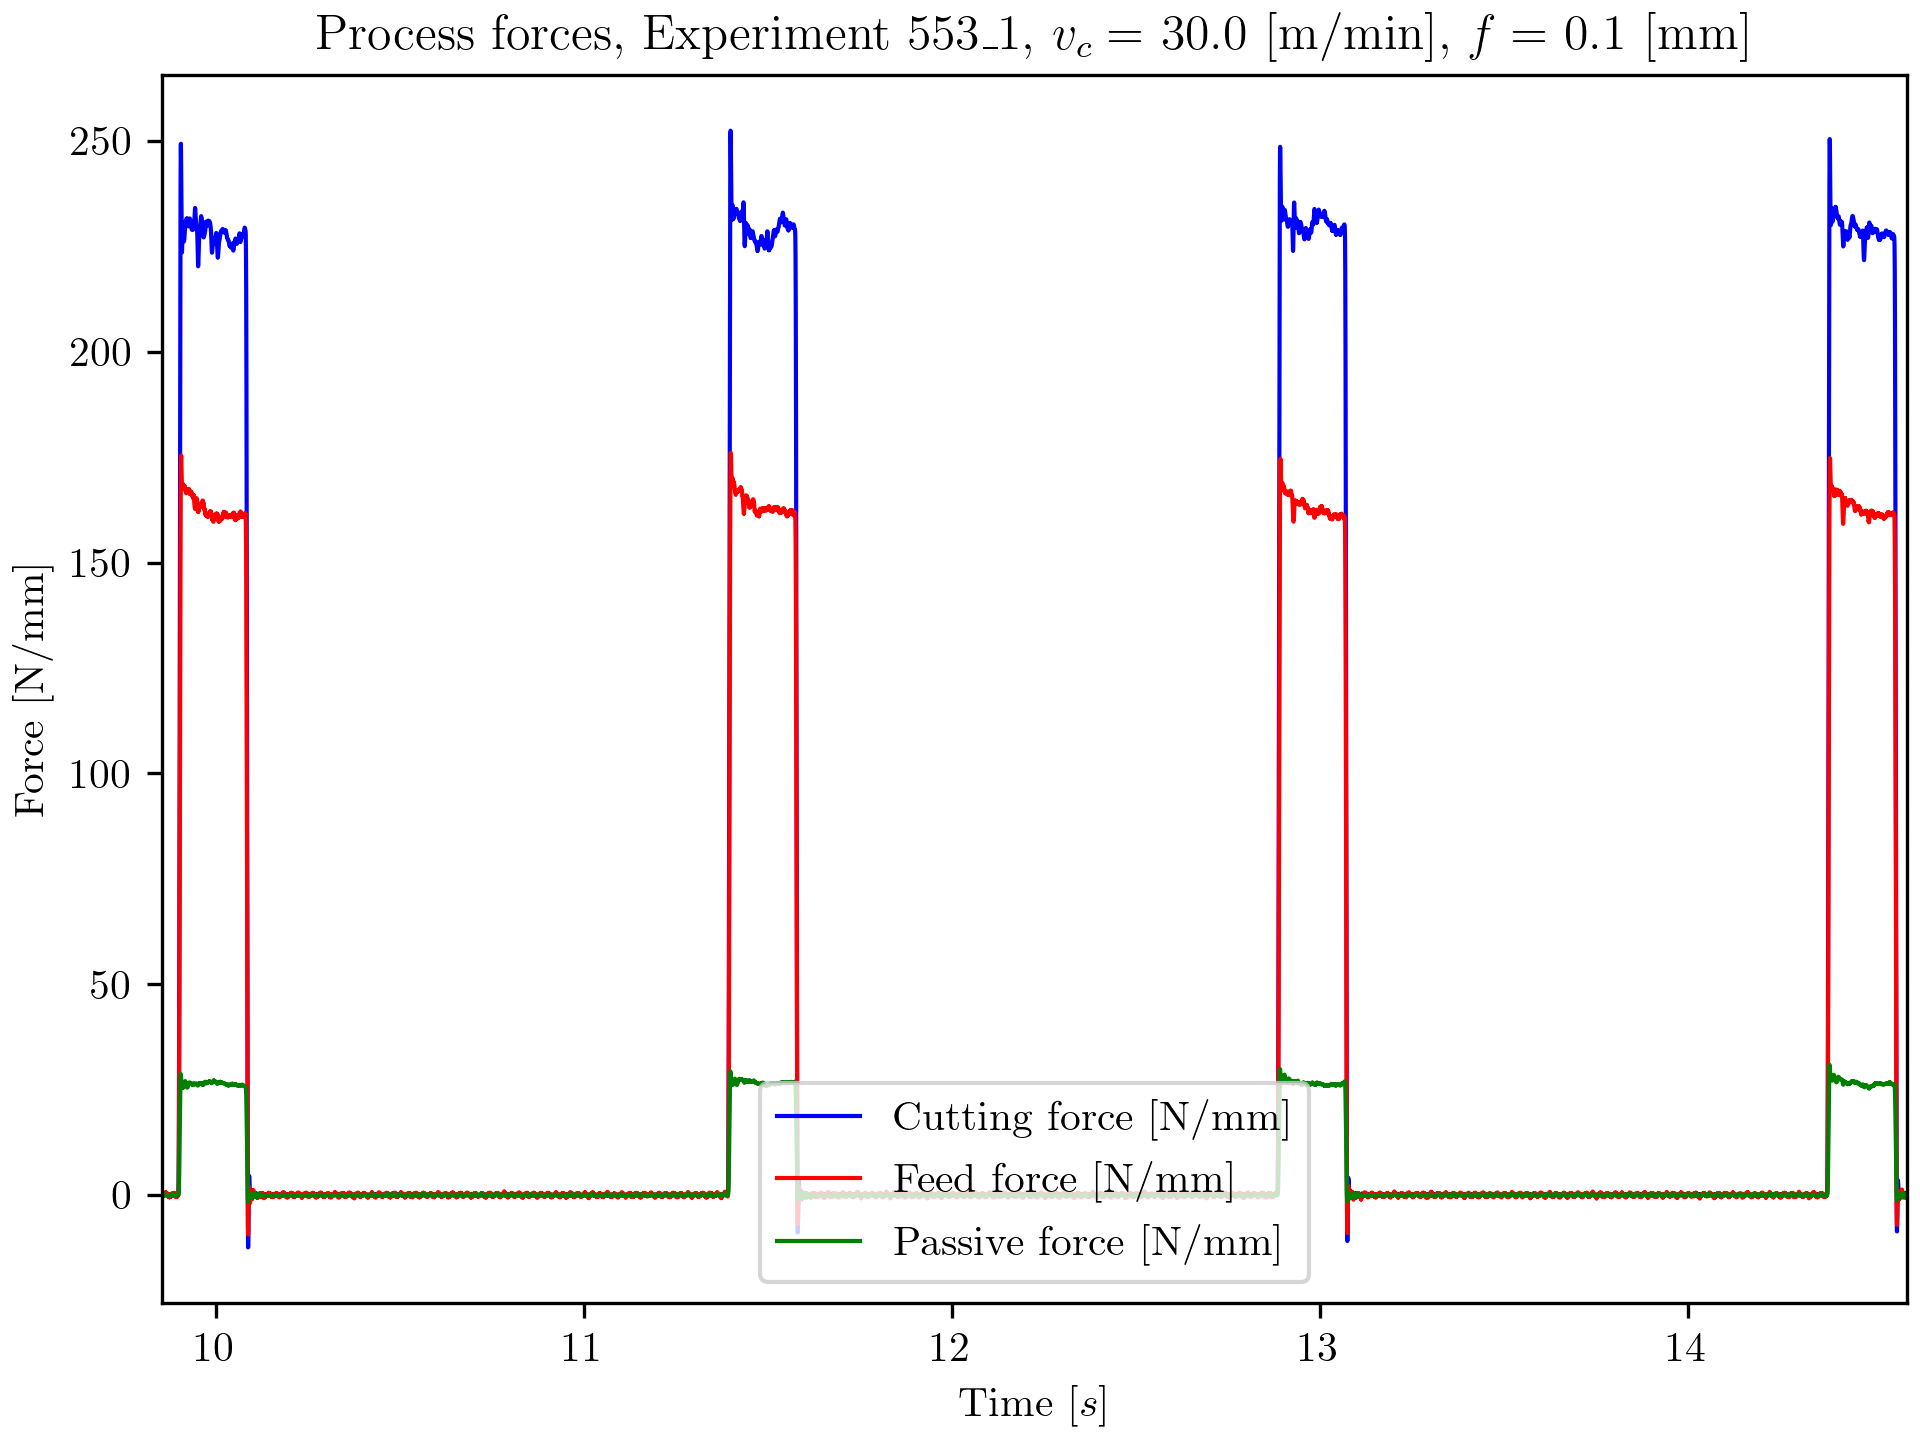 Process forces, Experiment 553_1, v_c = 30.0 [m/min], f = 0.1 [mm]
250
200
150
100
50
0
Force [N/mm]
Cutting force [N/mm]
Feed force [N/mm]
Passive force [N/mm]
10 11 12 13 14
Time [s]